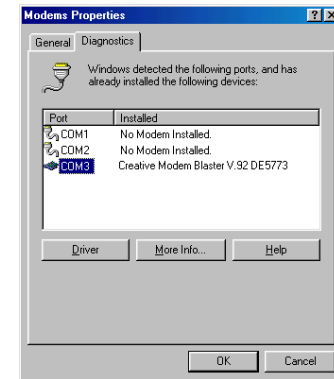 Modems Properties
General Diagnostics
Windows detected the following ports, and has
already installed the following devices:
Port Installed
COM1 No Modem Installed.
COM2 No Modem Installed.
COM3 Creative Modem Blaster V.92 DE5773
Driver More Info... Help
OK Cancel